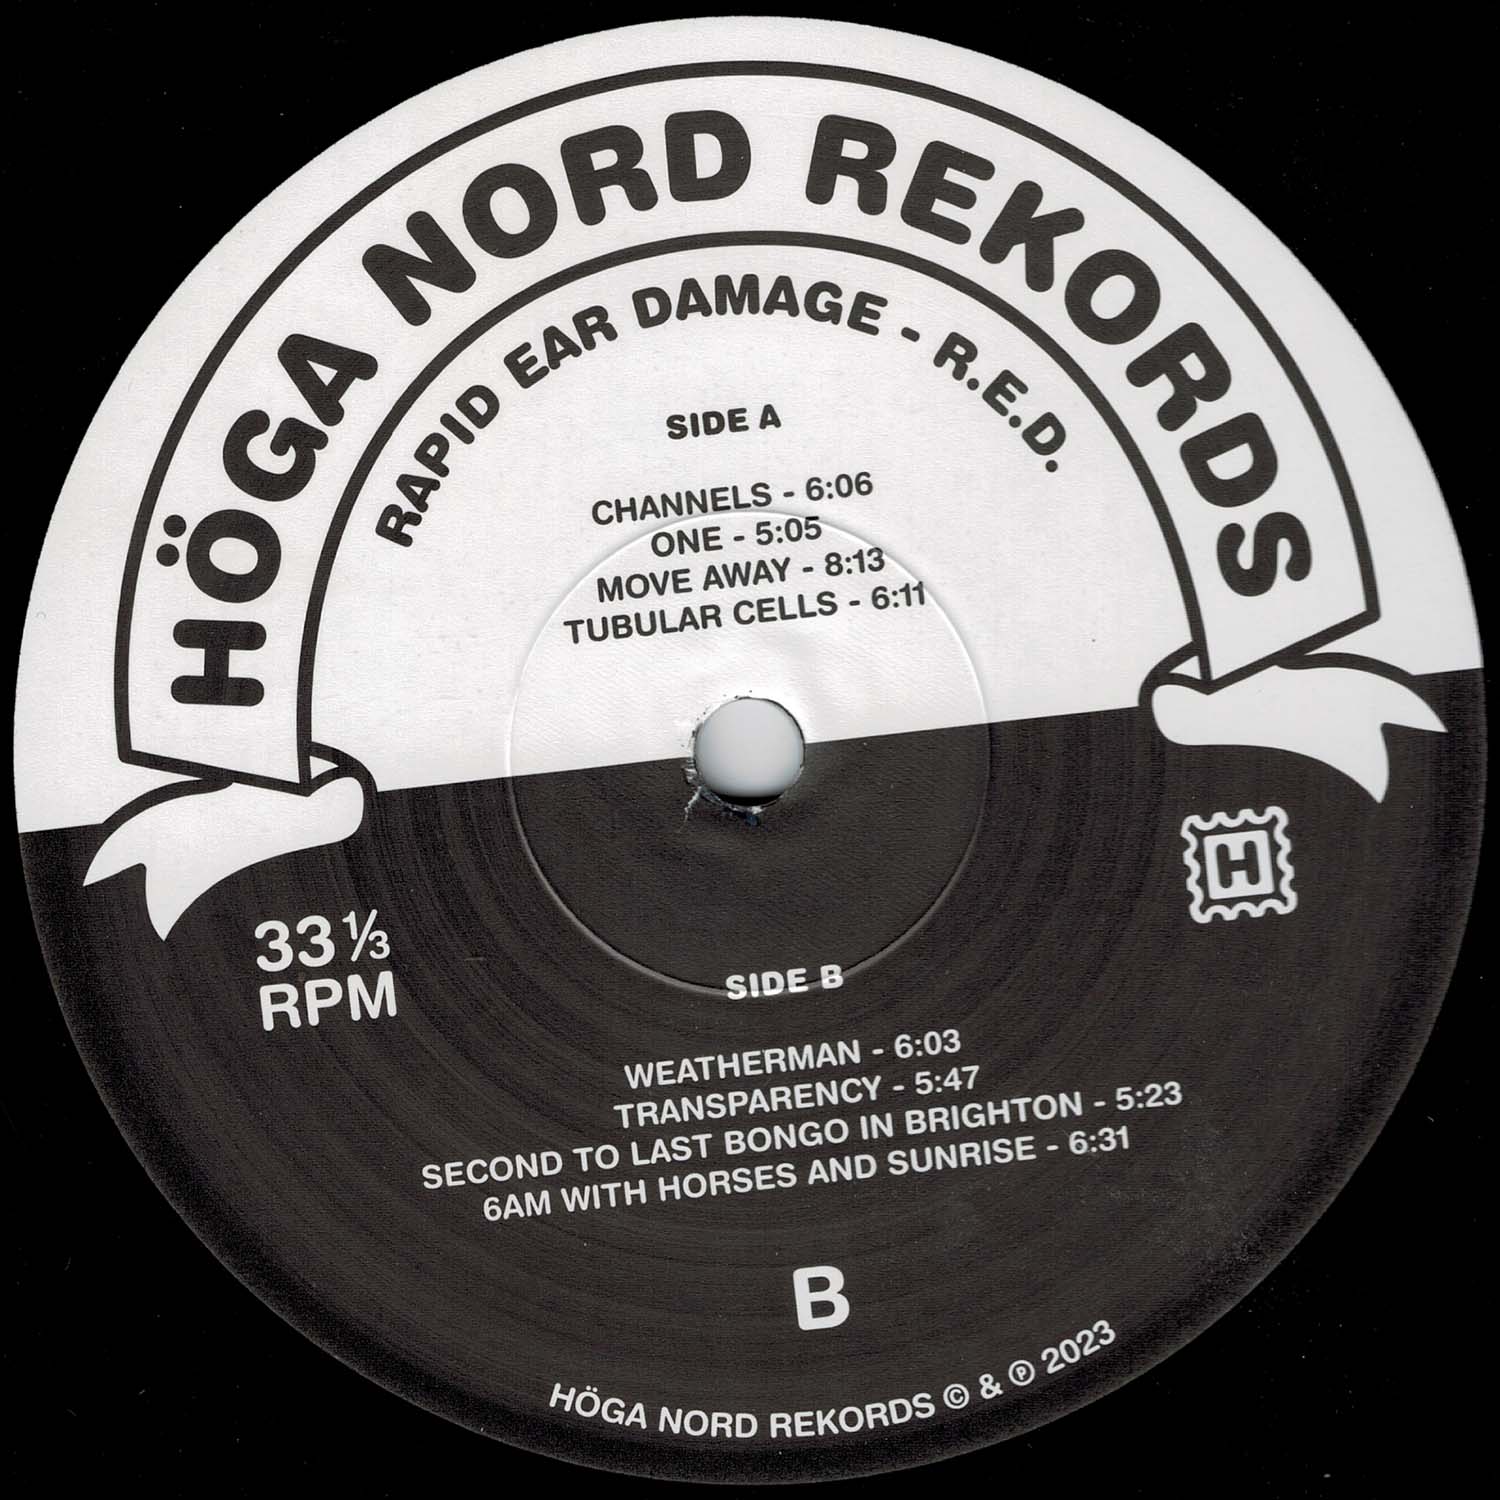 HÖGA NORD REKORDS
RAPID EAR DAMAGE - R.E.D.
SIDE A
CHANNELS - 6:06
ONE - 5:05
MOVE AWAY - 8:13
TUBULAR CELLS - 6:11
H
33 ⅓
RPM
SIDE B
WEATHERMAN - 6:03
TRANSPARENCY - 5:47
SECOND TO LAST BONGO IN BRIGHTON - 5:23
6AM WITH HORSES AND SUNRISE - 6:31
B
HÖGA NORD REKORDS © & ℗ 2023